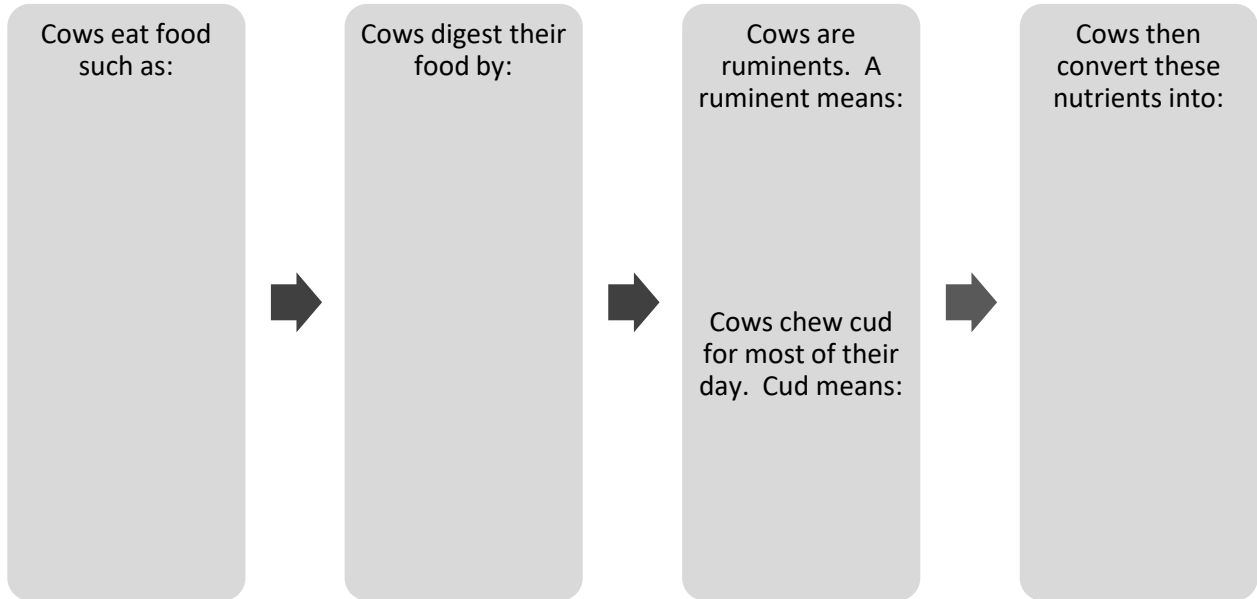 Cows eat food
such as:
Cows digest their
food by:
Cows are
ruminents.  A
ruminent means:
Cows chew cud
for most of their
day.  Cud means:
Cows then
convert these
nutrients into: